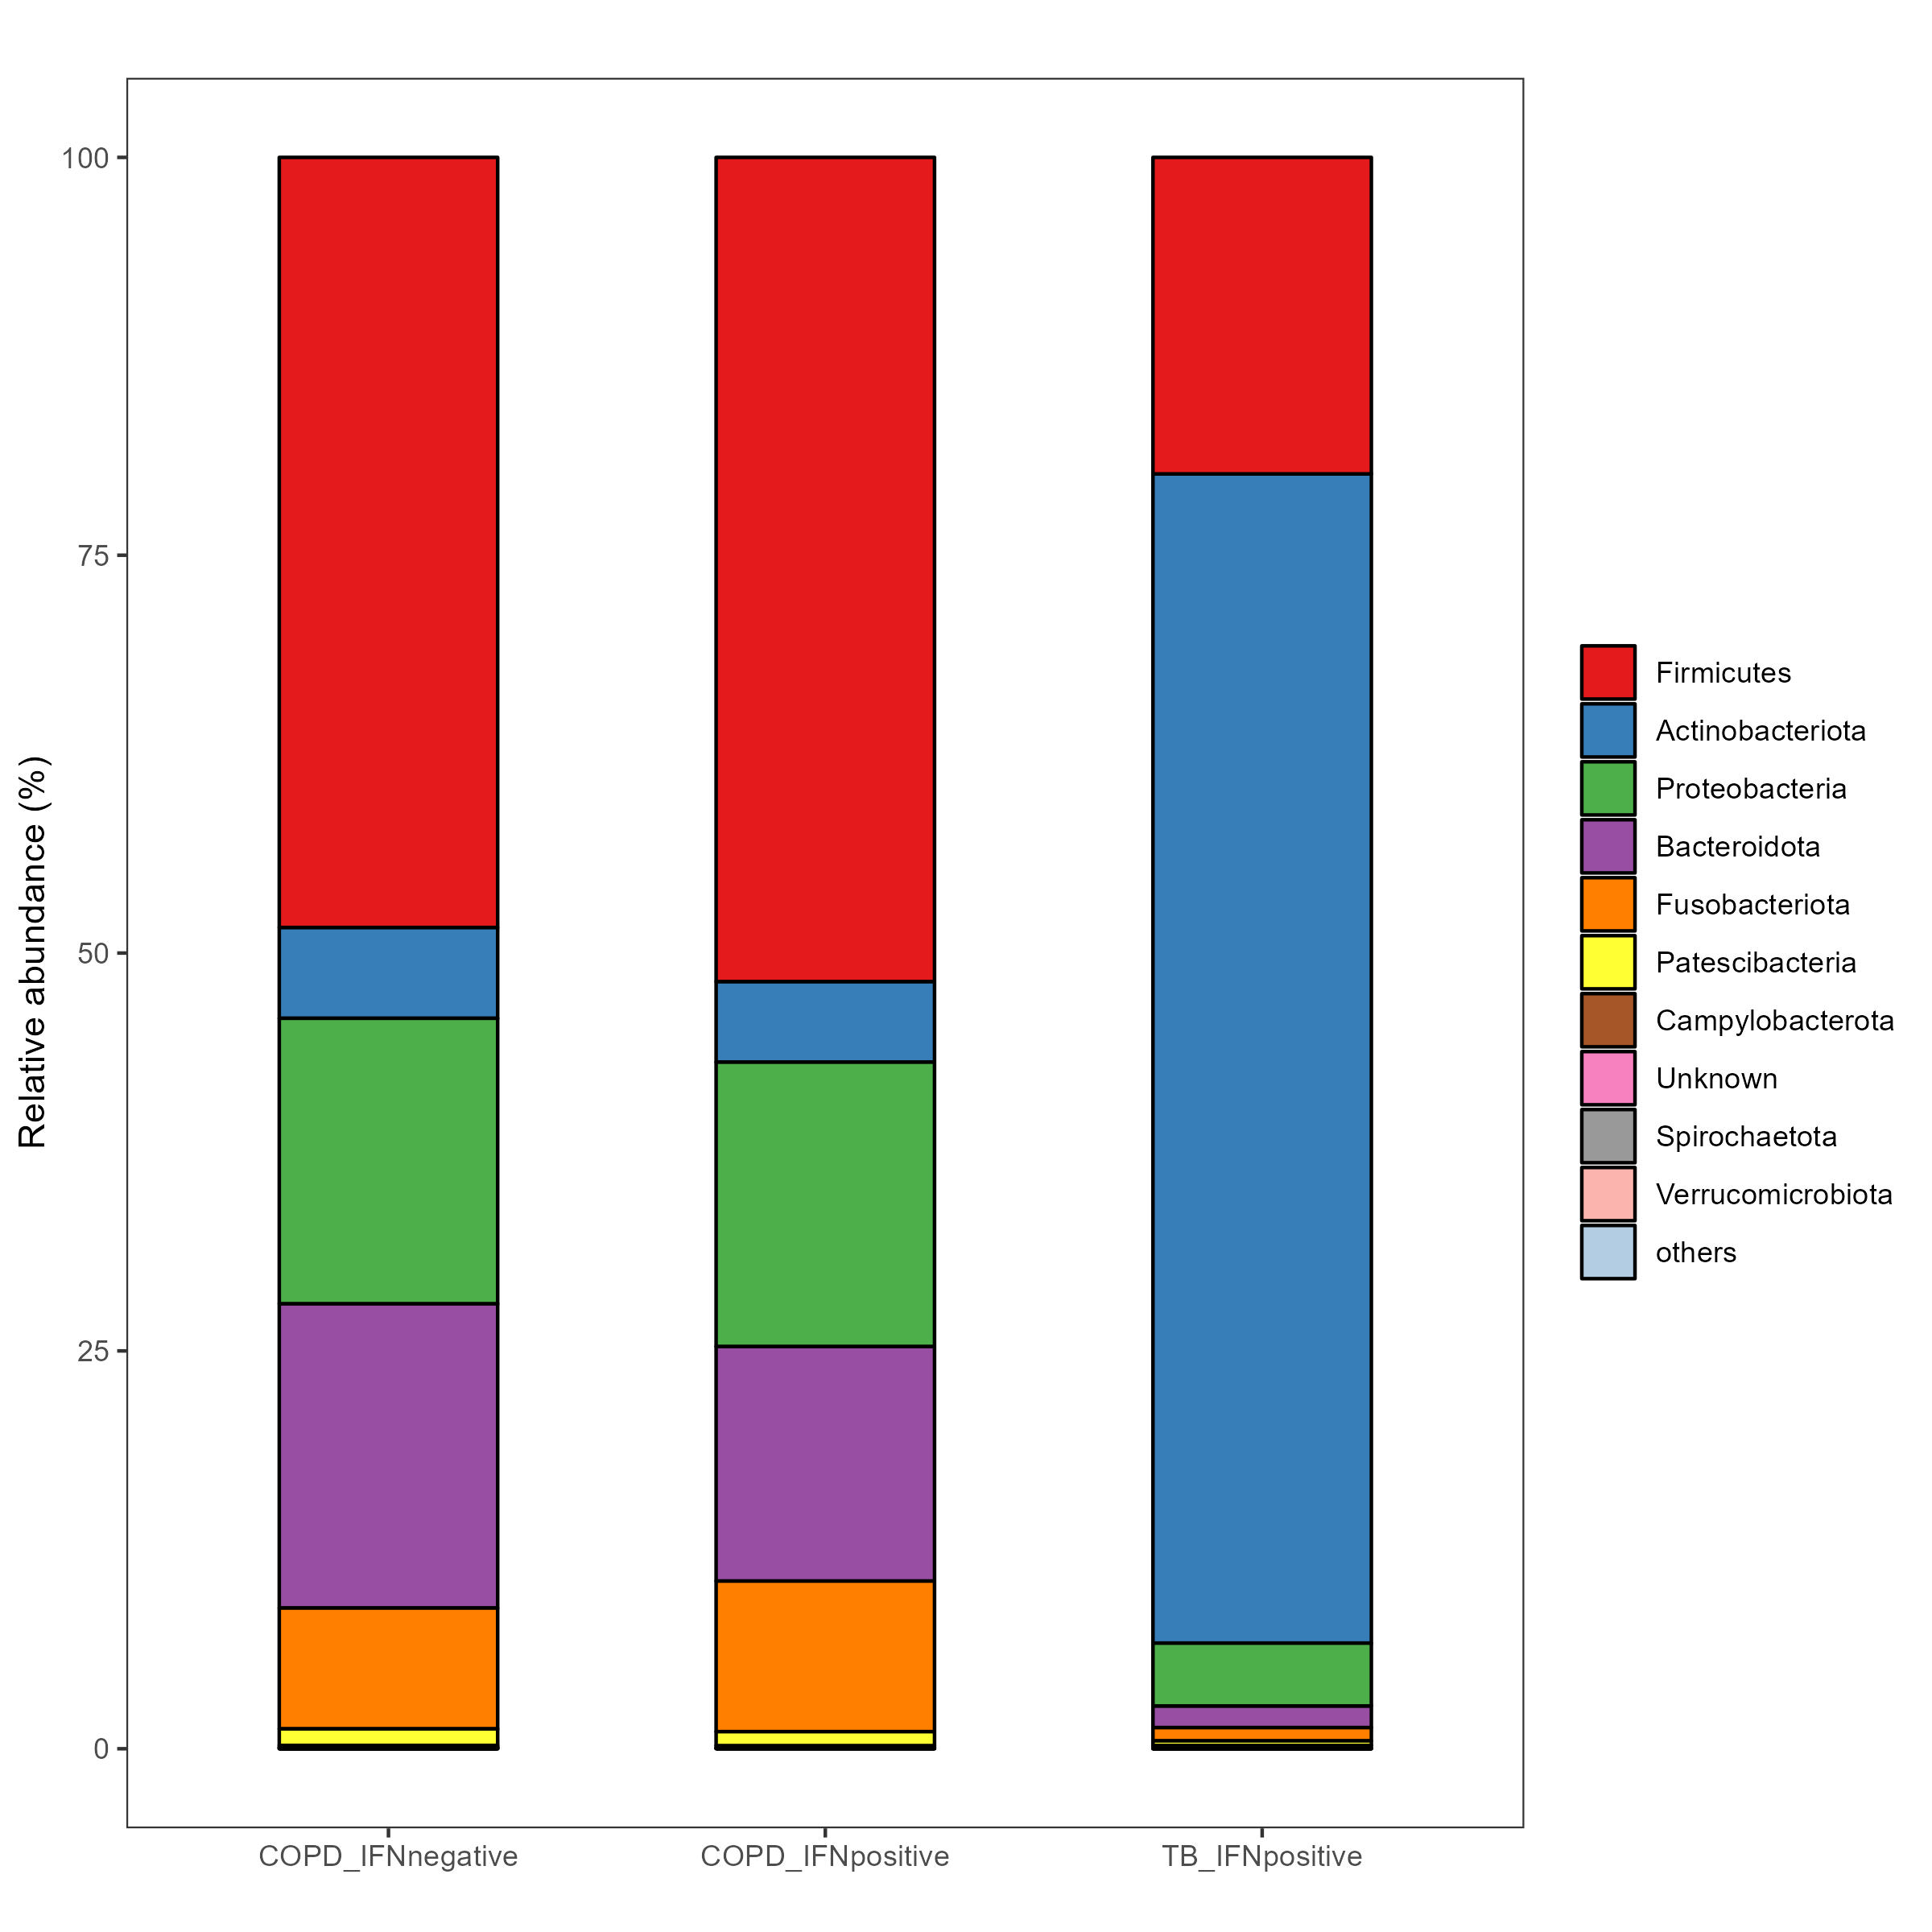 Relative abundance (%)
100
75
50
25
0
COPD_IFNnegative
COPD_IFNpositive
TB_IFNpositive
Firmicutes
Actinobacteriota
Proteobacteria
Bacteroidota
Fusobacteriota
Patescibacteria
Campylobacterota
Unknown
Spirochaetota
Verrucomicrobiota
others